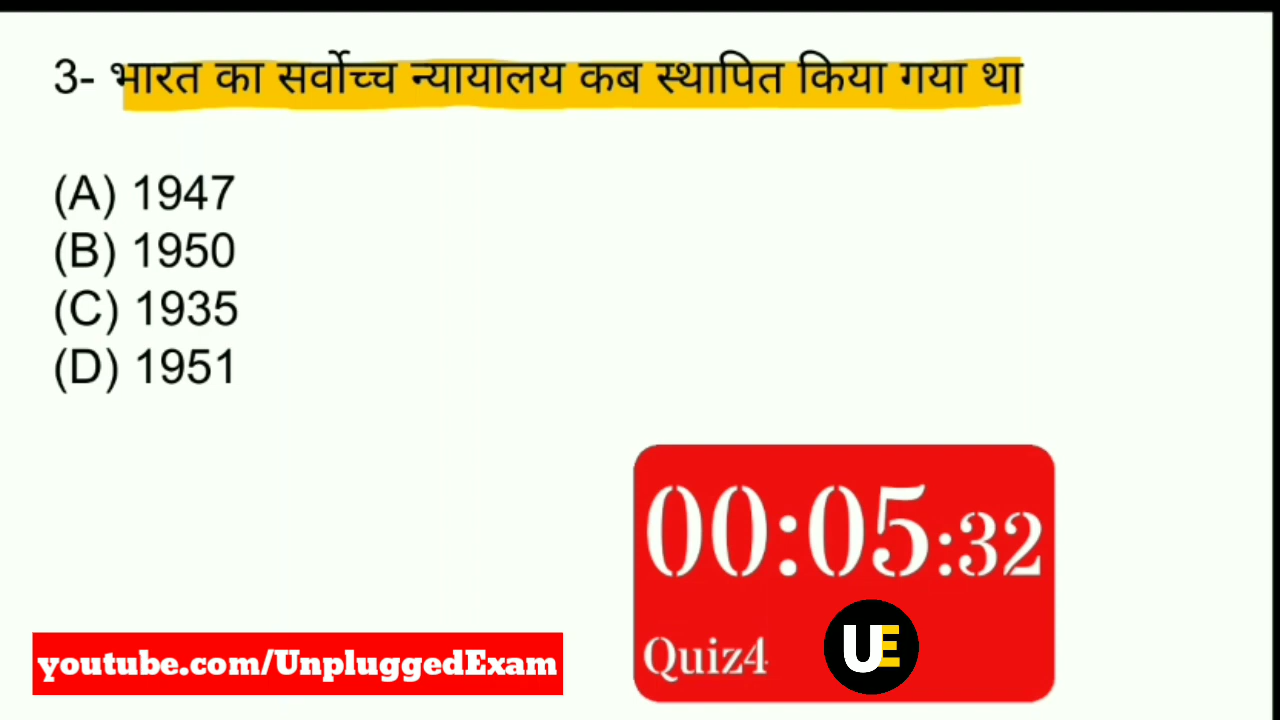 3- भारत का सर्वोच्च न्यायालय कब स्थापित किया गया था
(A) 1947
(B) 1950
(C) 1935
(D) 1951
00:05:32
Quiz4
UE
youtube.com/UnpluggedExam